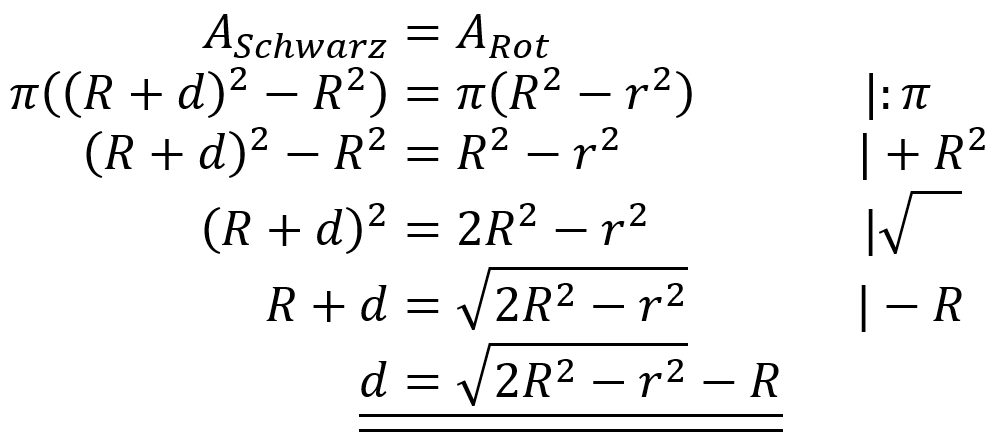 A_Schwarz = A_Rot
π((R + d)² − R²) = π(R² − r²) |: π
(R + d)² − R² = R² − r² | + R²
(R + d)² = 2R² − r² |√
R + d = √(2R² − r²) | − R
d = √(2R² − r²) − R